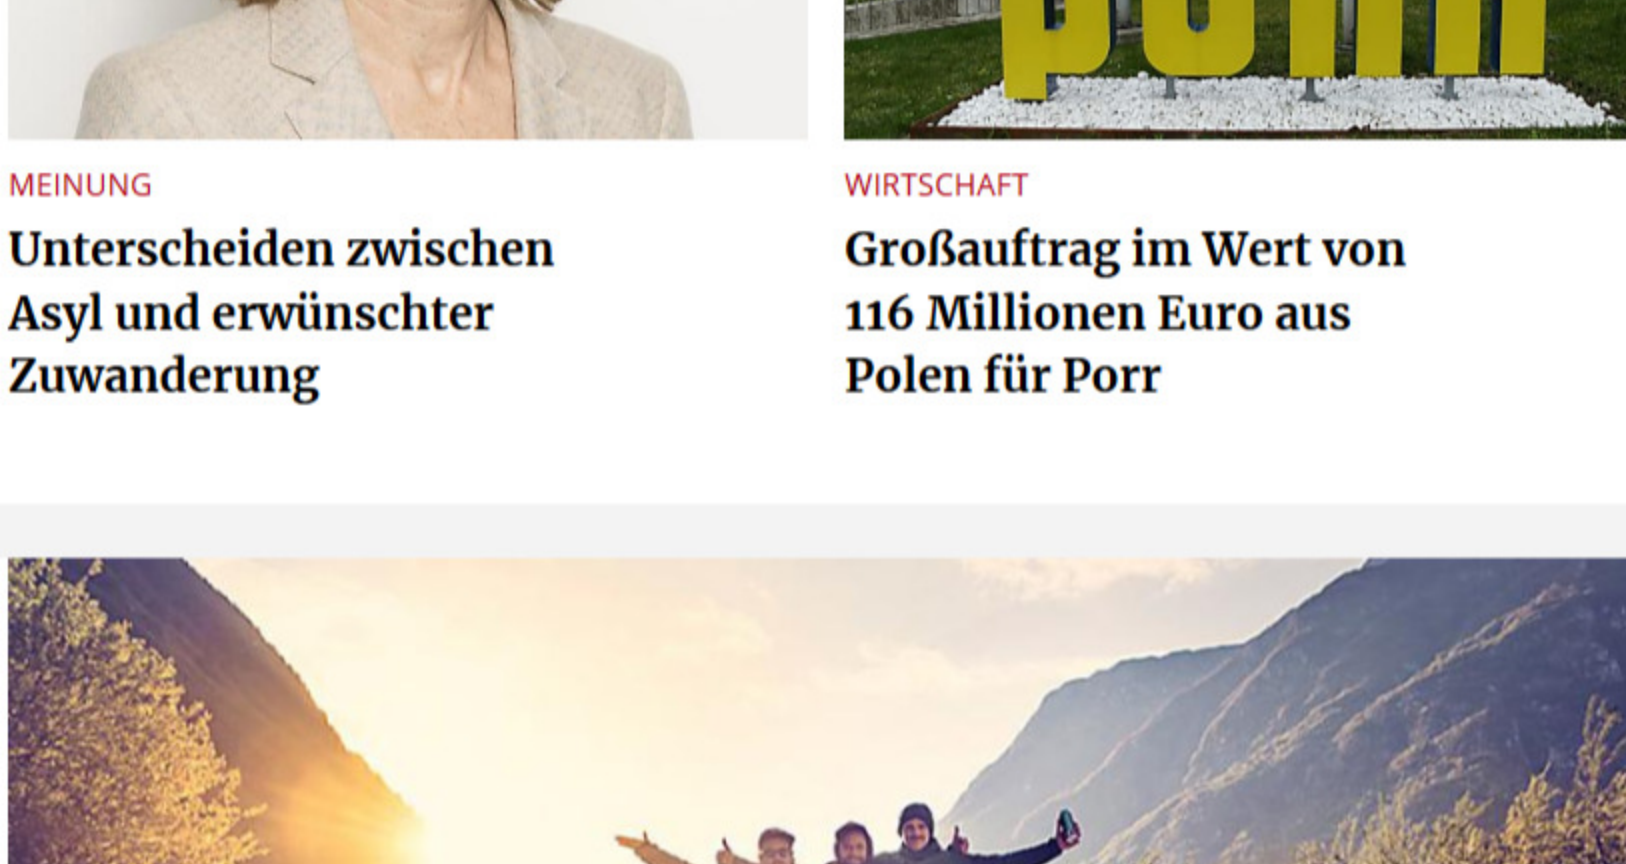 MEINUNG
Unterscheiden zwischen
Asyl und erwünschter
Zuwanderung
WIRTSCHAFT
Großauftrag im Wert von
116 Millionen Euro aus
Polen für Porr